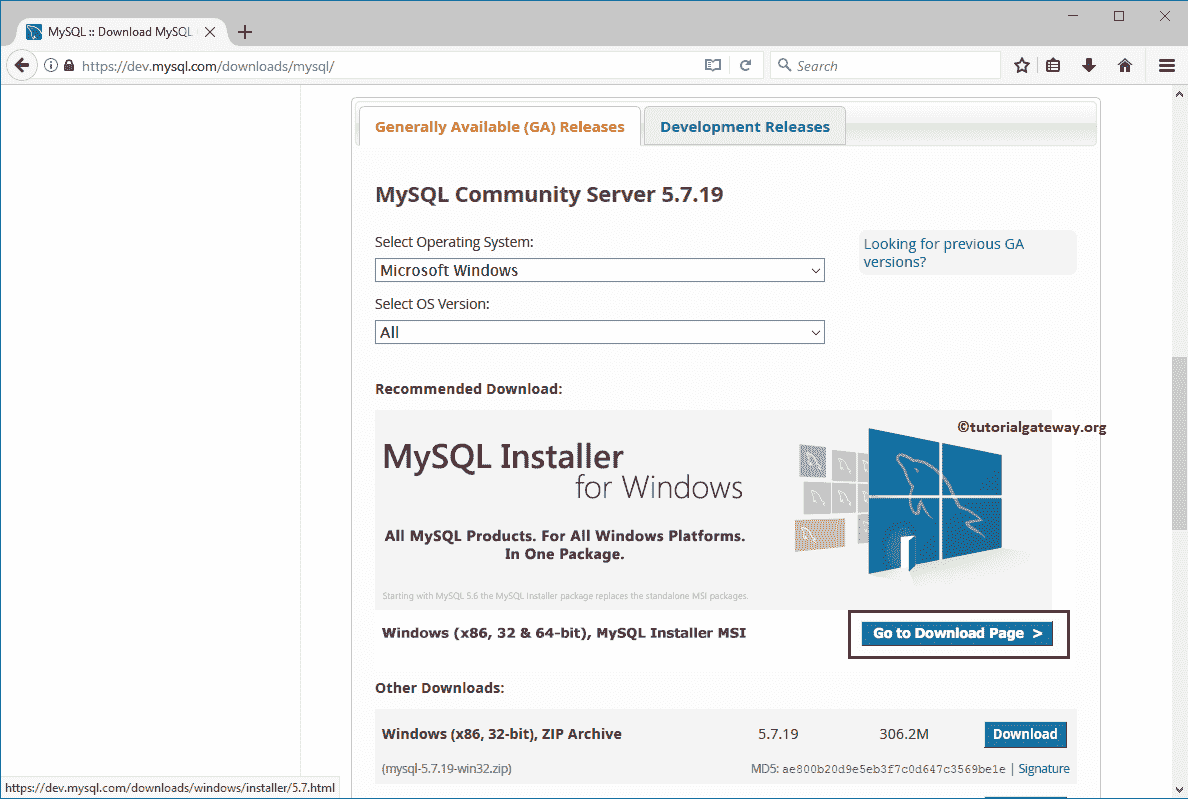 MySQL :: Download MySQL
https://dev.mysql.com/downloads/mysql/
Search
Generally Available (GA) Releases
Development Releases
MySQL Community Server 5.7.19
Select Operating System:
Looking for previous GA
versions?
Microsoft Windows
Select OS Version:
All
Recommended Download:
©tutorialgateway.org
MySQL Installer
for Windows
All MySQL Products. For All Windows Platforms.
In One Package.
Starting with MySQL 5.6 the MySQL Installer package replaces the standalone MSI packages.
Windows (x86, 32 & 64-bit), MySQL Installer MSI
Go to Download Page >
Other Downloads:
Windows (x86, 32-bit), ZIP Archive 5.7.19 306.2M Download
(mysql-5.7.19-win32.zip) MD5: ae800b20d9e5eb3f7c0d647c3569be1e | Signature
https://dev.mysql.com/downloads/windows/installer/5.7.html